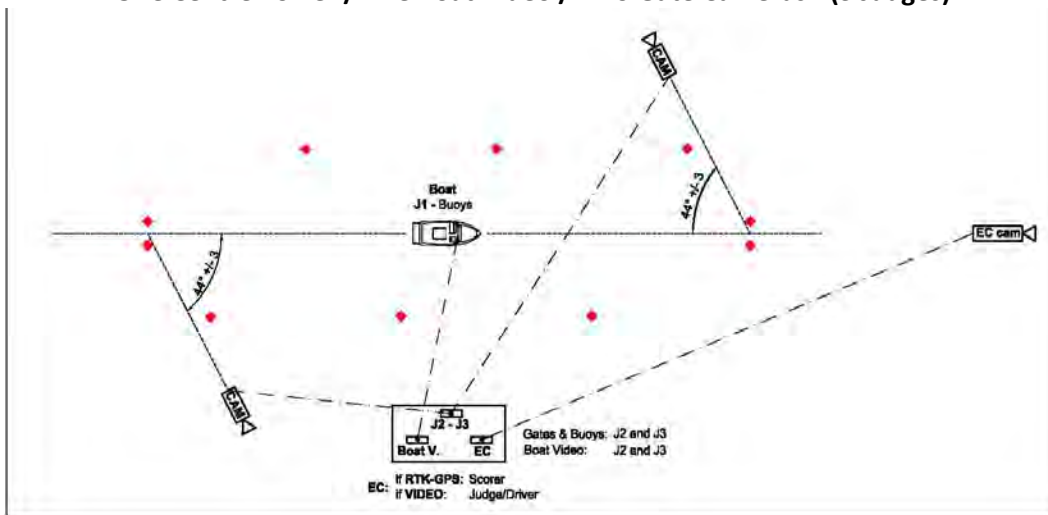 CAM
Boat
J1 - Buoys
44° +/- 3
EC cam
44° +/- 3
CAM
J2 - J3
Boat V. EC
Gates & Buoys: J2 and J3
Boat Video: J2 and J3
EC: If RTK-GPS: Scorer
if VIDEO: Judge/Driver